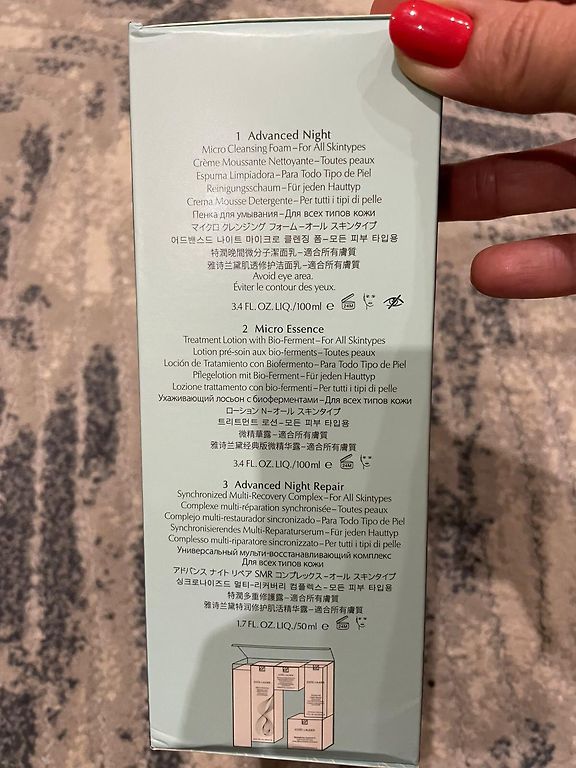 1 Advanced Night
Micro Cleansing Foam–For All Skintypes
Crème Moussante Nettoyante–Toutes peaux
Espuma Limpiadora–Para Todo Tipo de Piel
Reinigungsschaum–Für jeden Hauttyp
Crema Mousse Detergente–Per tutti i tipi di pelle
Пенка для умывания–Для всех типов кожи
マイクロ クレンジング フォーム–オール スキンタイプ
어드밴스드 나이트 마이크로 클렌징 폼–모든 피부 타입용
特潤晚間微分子潔面乳–適合所有膚質
雅诗兰黛肌透修护洁面乳–适合所有肤质
Avoid eye area.
Éviter le contour des yeux.
3.4 FL. OZ. LIQ./100ml e 24M
2 Micro Essence
Treatment Lotion with Bio-Ferment–For All Skintypes
Lotion pré-soin aux bio-ferments–Toutes peaux
Loción de Tratamiento con Biofermento–Para Todo Tipo de Piel
Pflegelotion mit Bio-Ferment–Für jeden Hauttyp
Lozione trattamento con bio-fermenti–Per tutti i tipi di pelle
Ухаживающий лосьон с биоферментами–Для всех типов кожи
ローション N–オール スキンタイプ
트리트먼트 로션–모든 피부 타입용
微精華露–適合所有膚質
雅诗兰黛经典版微精华露–适合所有肤质
3.4 FL. OZ. LIQ./100ml e 24M
3 Advanced Night Repair
Synchronized Multi-Recovery Complex–For All Skintypes
Complexe multi-réparation synchronisée–Toutes peaux
Complejo multi-restaurador sincronizado–Para Todo Tipo de Piel
Synchronisierendes Multi-Reparaturserum–Für jeden Hauttyp
Complesso multi-riparatore sincronizzato–Per tutti i tipi di pelle
Универсальный мульти-восстанавливающий комплекс
Для всех типов кожи
アドバンス ナイト リペア SMR コンプレックス–オール スキンタイプ
싱크로나이즈드 멀티-리커버리 컴플렉스–모든 피부 타입용
特潤多重修護露–適合所有膚質
雅诗兰黛特润修护肌活精华露–适合所有肤质
1.7 FL. OZ. LIQ./50ml e 24M
ESTÉE LAUDER
ESTÉE LAUDER
ESTÉE LAUDER
ESTÉE LAUDER